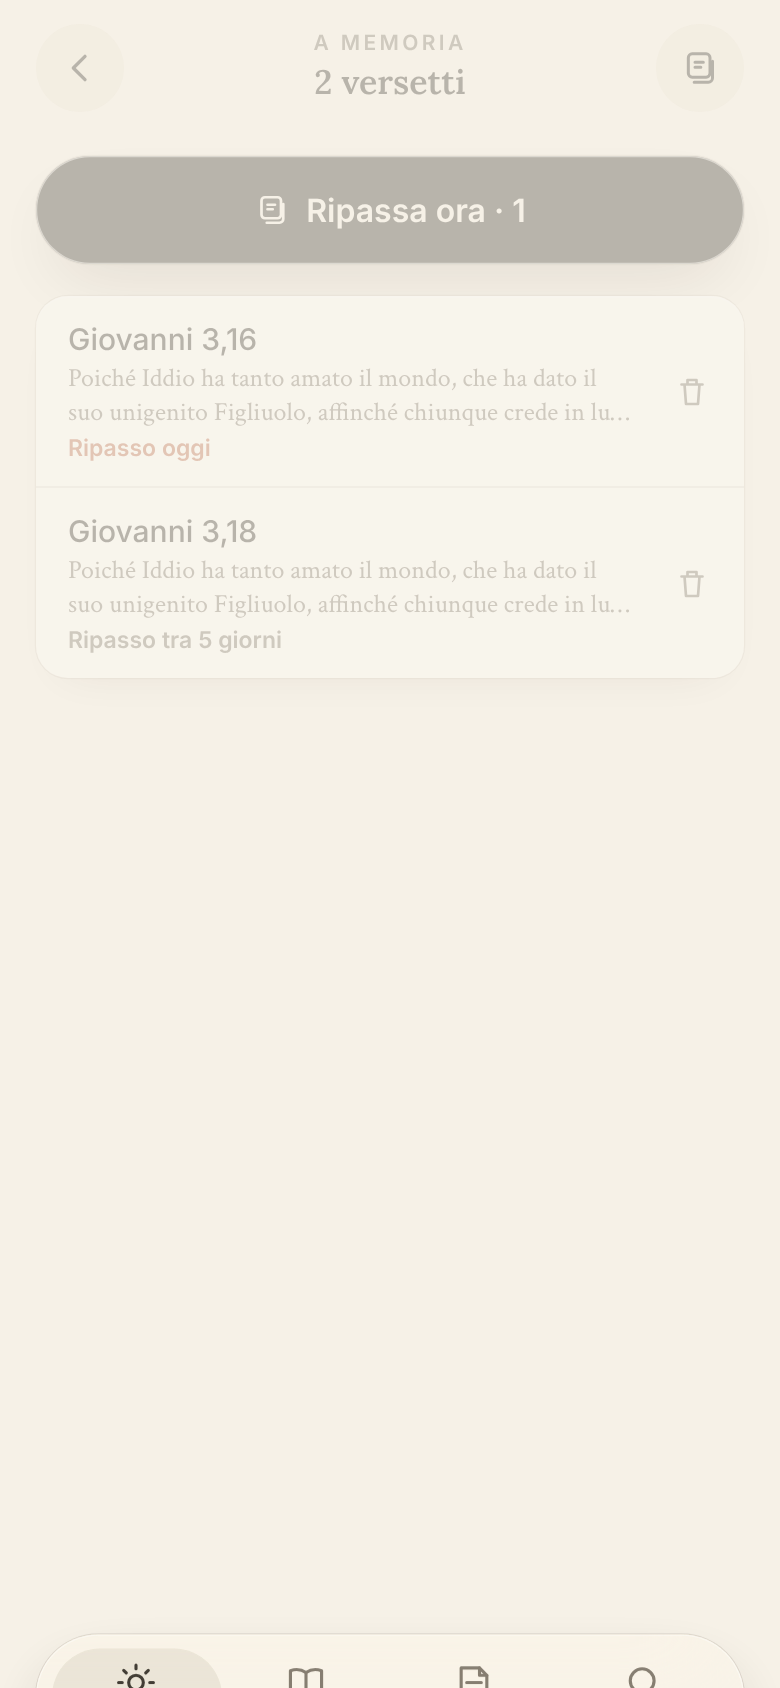 A MEMORIA
2 versetti
Ripassa ora · 1
Giovanni 3,16
Poiché Iddio ha tanto amato il mondo, che ha dato il
suo unigenito Figliuolo, affinché chiunque crede in lu…
Ripasso oggi
Giovanni 3,18
Poiché Iddio ha tanto amato il mondo, che ha dato il
suo unigenito Figliuolo, affinché chiunque crede in lu…
Ripasso tra 5 giorni